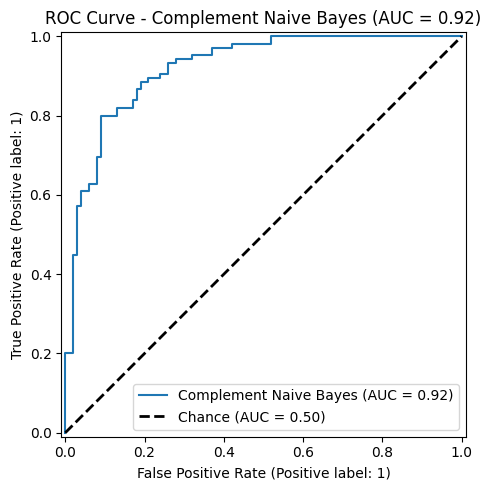 ROC Curve - Complement Naive Bayes (AUC = 0.92)
True Positive Rate (Positive label: 1)
1.0
0.8
0.6
0.4
0.2
0.0
Complement Naive Bayes (AUC = 0.92)
Chance (AUC = 0.50)
0.0 0.2 0.4 0.6 0.8 1.0
False Positive Rate (Positive label: 1)